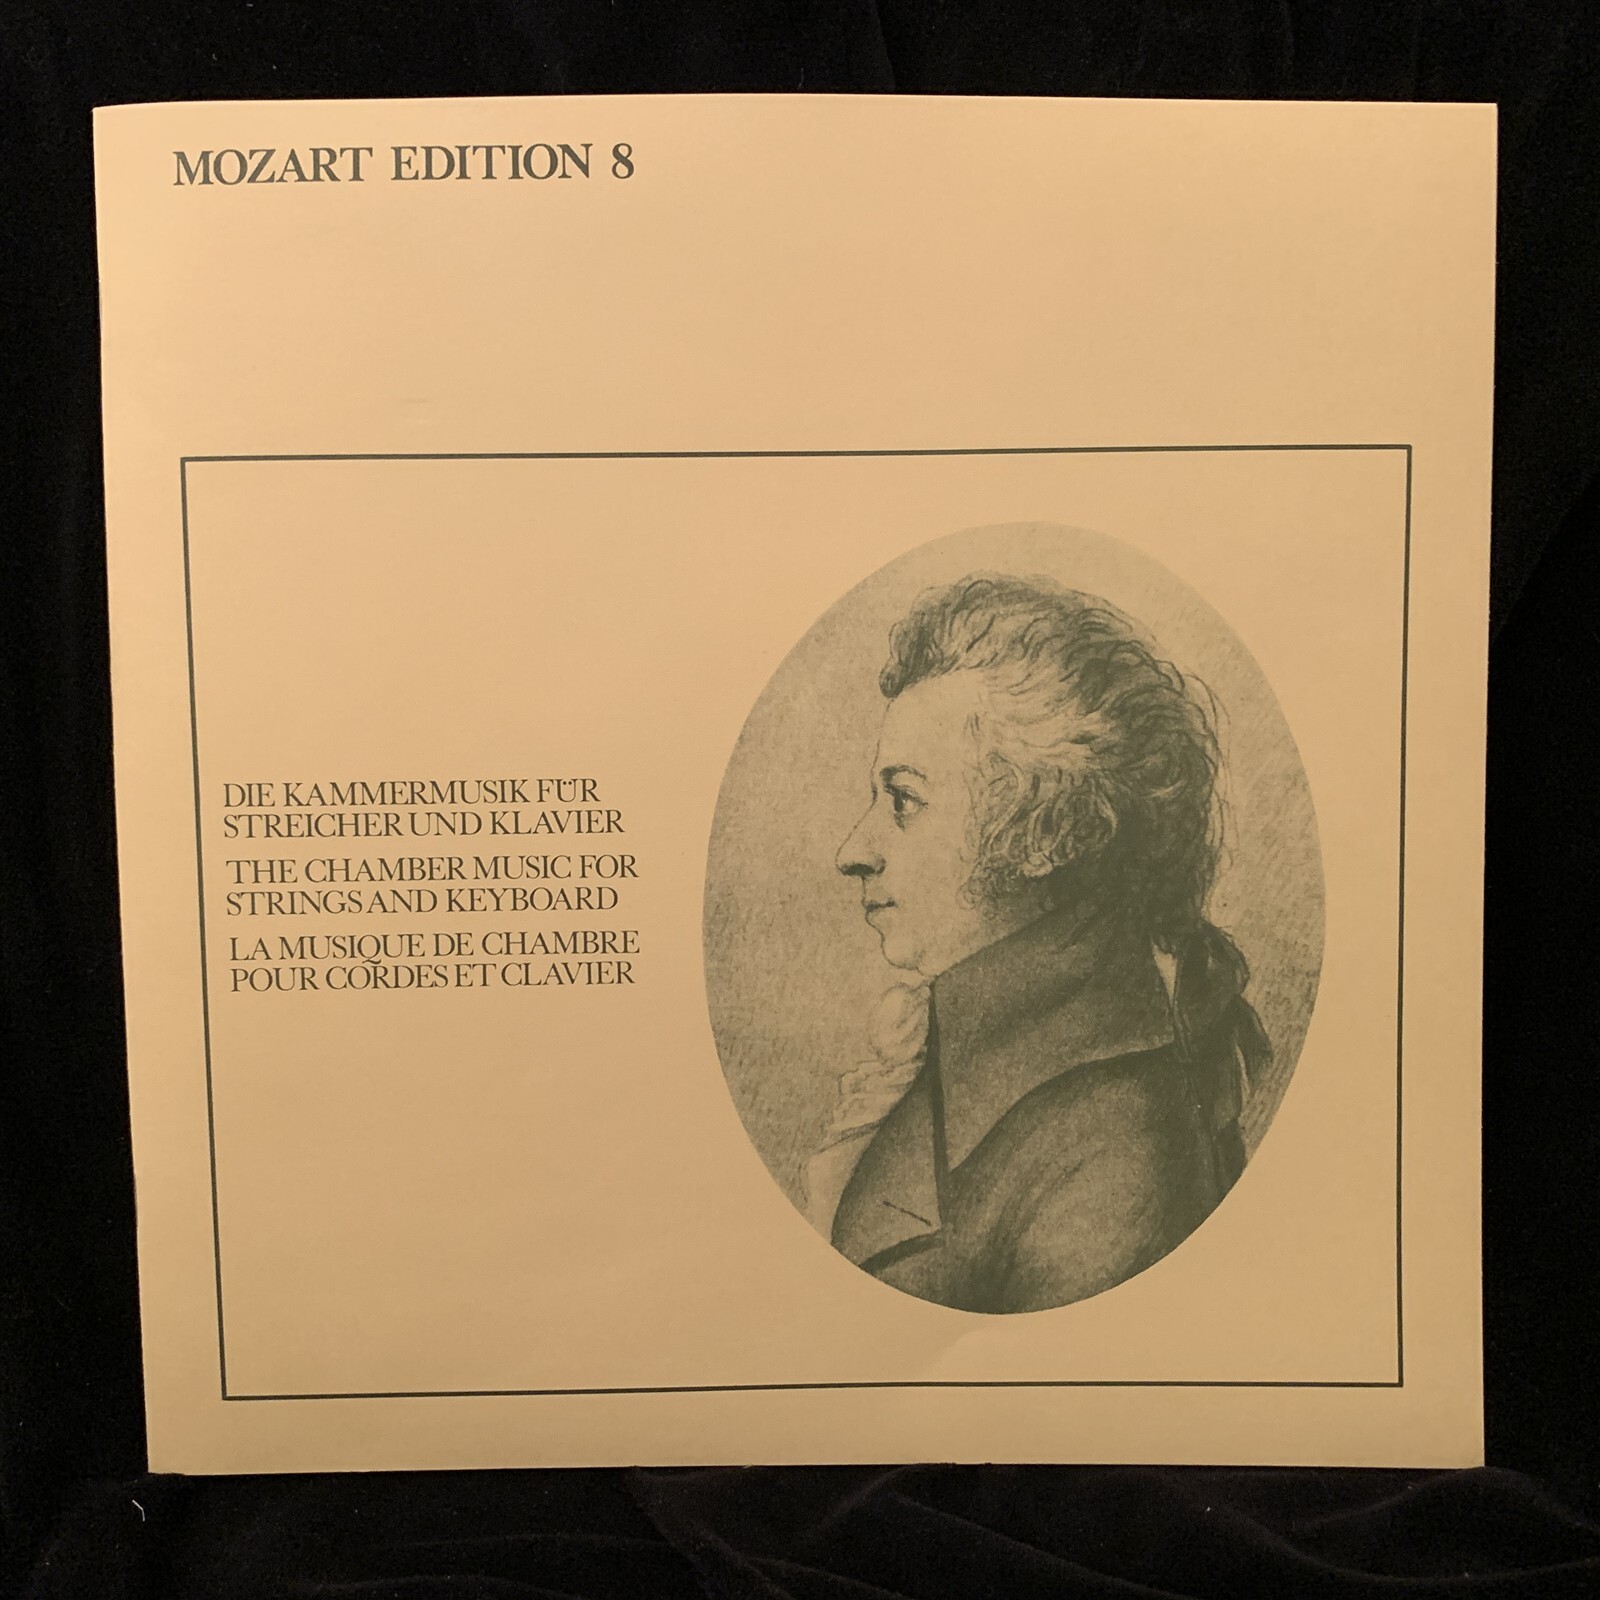 MOZART EDITION 8
DIE KAMMERMUSIK FÜR
STREICHER UND KLAVIER
THE CHAMBER MUSIC FOR
STRINGS AND KEYBOARD
LA MUSIQUE DE CHAMBRE
POUR CORDES ET CLAVIER